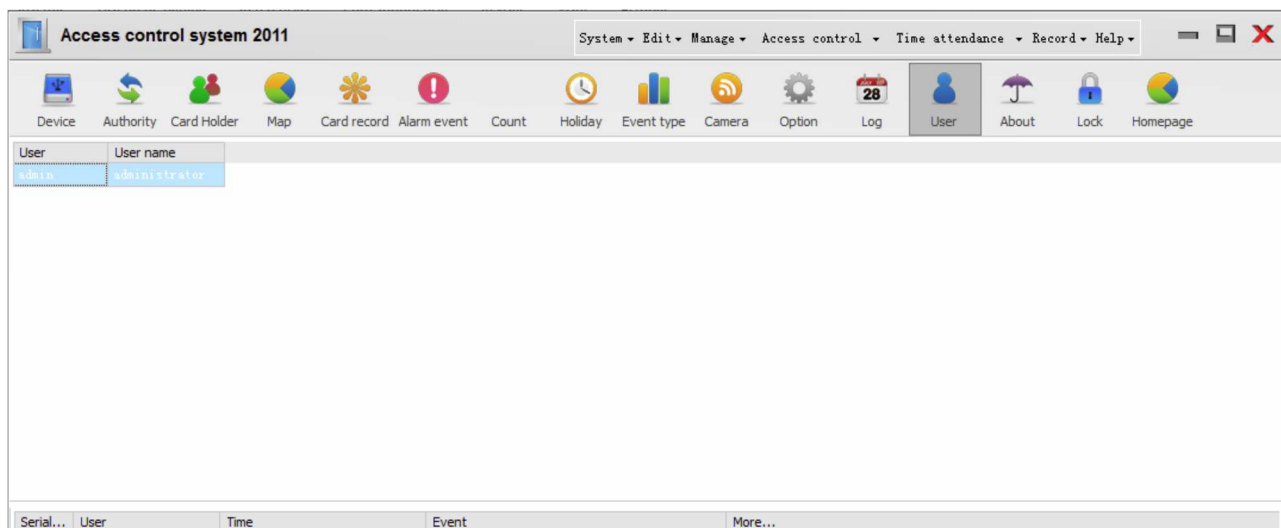 Access control system 2011
System Edit Manage Access control Time attendance Record Help
28
Device Authority Card Holder Map Card record Alarm event Count Holiday Event type Camera Option Log User About Lock Homepage
User User name
admin administrator
Serial... User Time Event More...